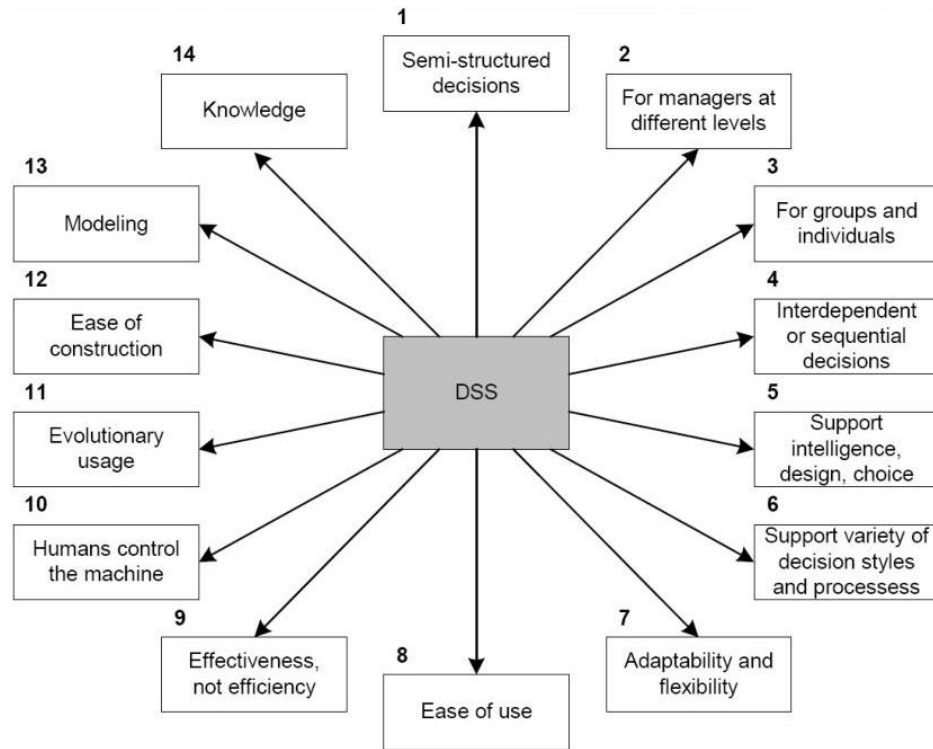 1
Semi-structured
decisions
2
For managers at
different levels
3
For groups and
individuals
4
Interdependent
or sequential
decisions
5
Support
intelligence,
design, choice
6
Support variety of
decision styles
and processess
7
Adaptability and
flexibility
8
Ease of use
9
Effectiveness,
not efficiency
10
Humans control
the machine
11
Evolutionary
usage
12
Ease of
construction
13
Modeling
14
Knowledge
DSS